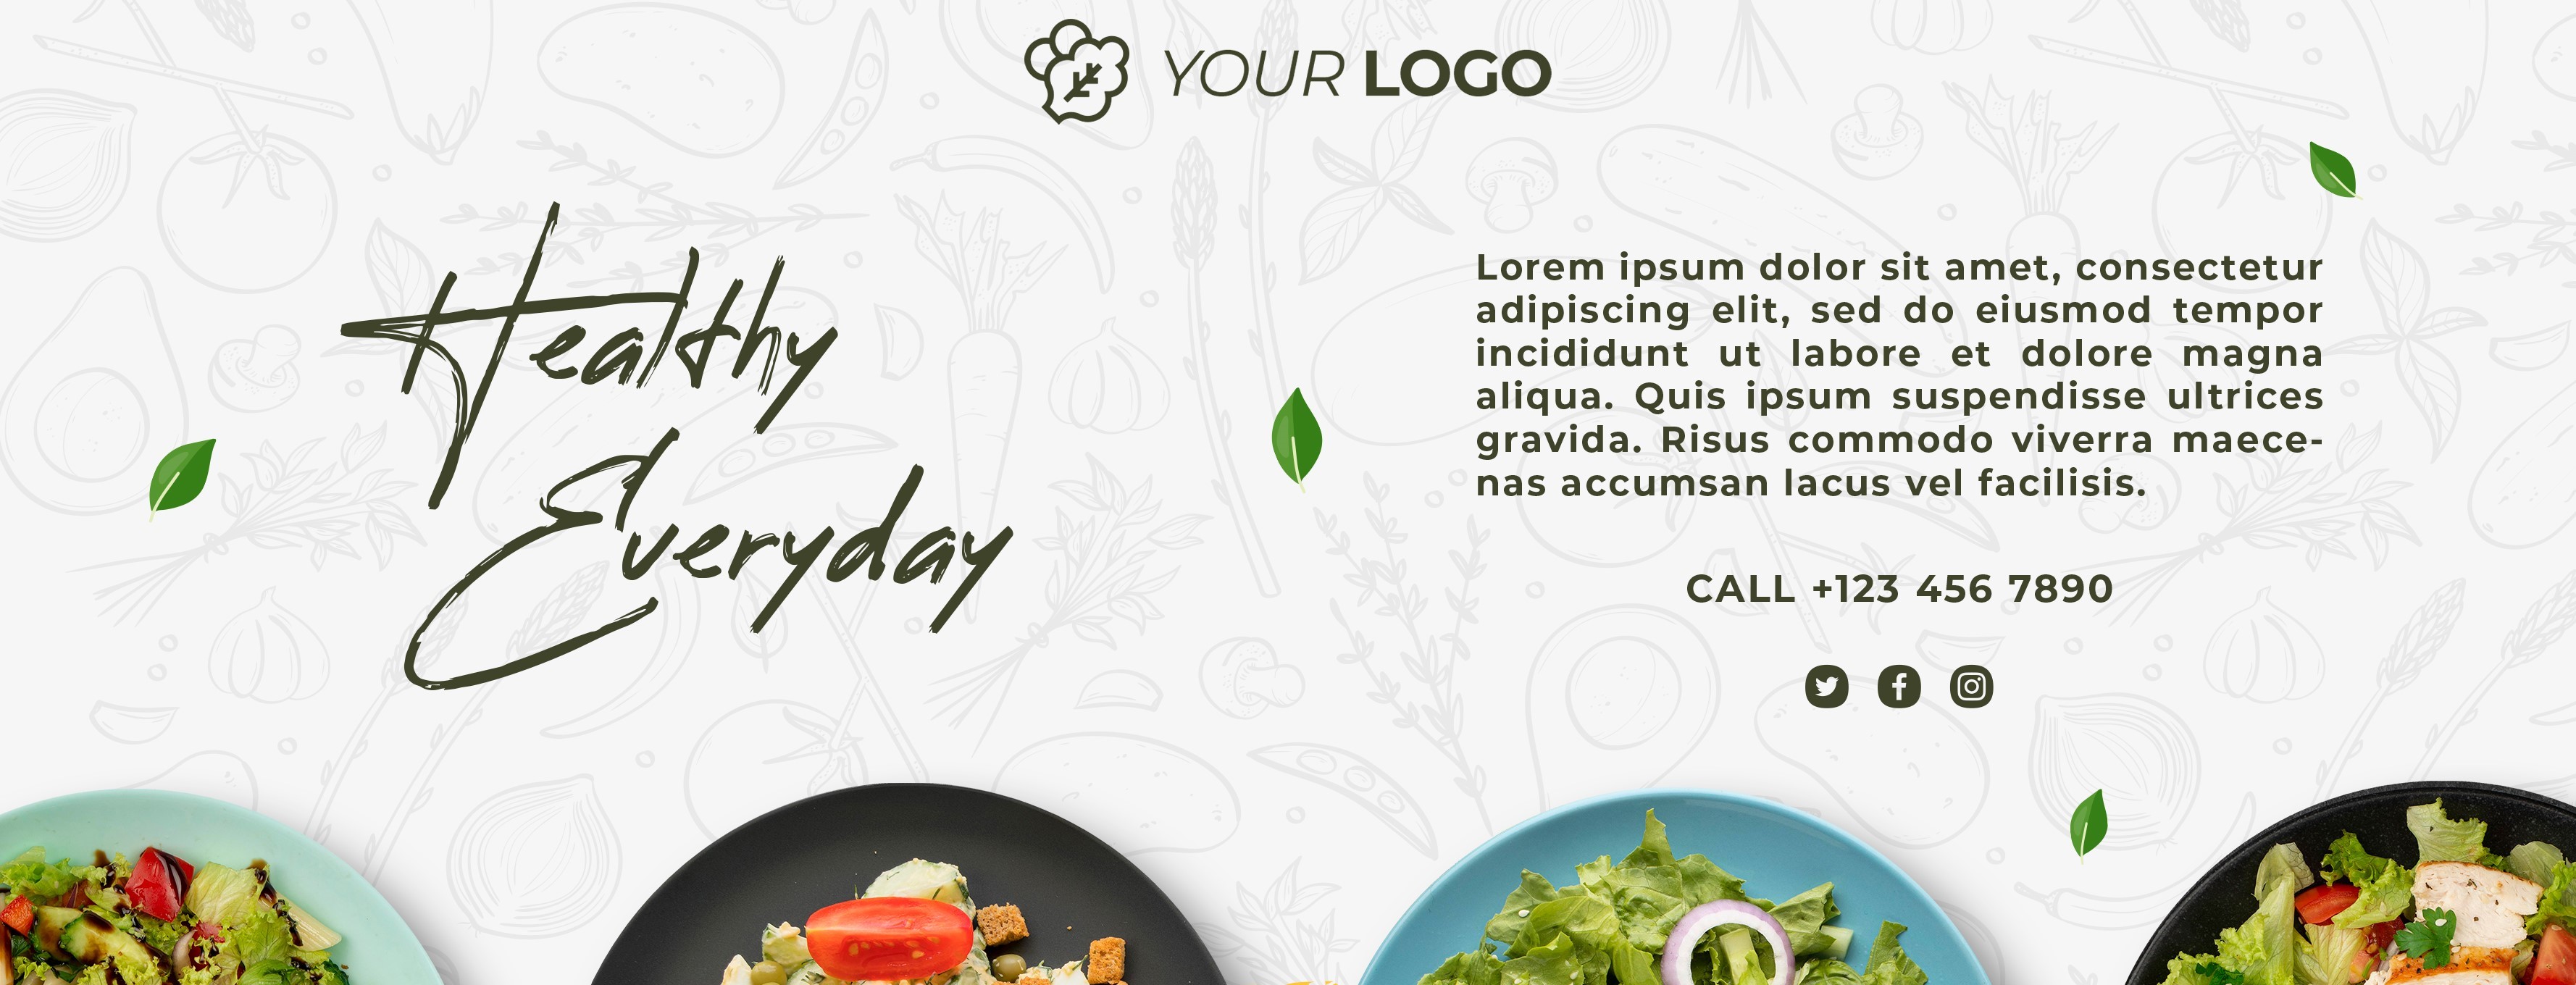 YOUR LOGO
Healthy
Everyday
Lorem ipsum dolor sit amet, consectetur
adipiscing elit, sed do eiusmod tempor
incididunt ut labore et dolore magna
aliqua. Quis ipsum suspendisse ultrices
gravida. Risus commodo viverra maece-
nas accumsan lacus vel facilisis.
CALL +123 456 7890